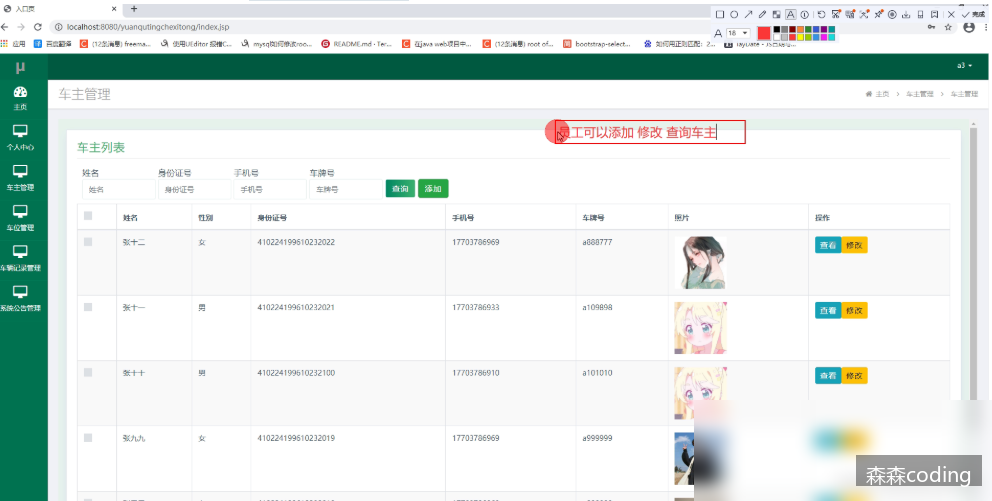 入口页
18
完成
localhost:8080/yuanqutingchexitong/index.jsp
应用 百度翻译 (12条消息) freema... 使用UEditor 报错C... mysql如何修改roo... README.md · Ter... 在java web项目中... (12条消息) root of... bootstrap-select... 如何用正则匹配: 2... layDate - JS日期与...
μ
a3
车主管理
主页 > 车主管理 > 车主管理
主页
个人中心
车主管理
车位管理
车辆记录管理
系统公告管理
员工可以添加 修改 查询车主
车主列表
姓名 身份证号 手机号 车牌号
姓名 身份证号 手机号 车牌号 查询 添加
姓名 性别 身份证号 手机号 车牌号 照片 操作
张十二 女 410224199610232022 17703786969 a888777 查看 修改
张十一 男 410224199610232021 17703786933 a109898 查看 修改
张十十 男 410224199610232100 17703786910 a101010 查看 修改
张九九 女 410224199610232019 17703786969 a999999
森森coding